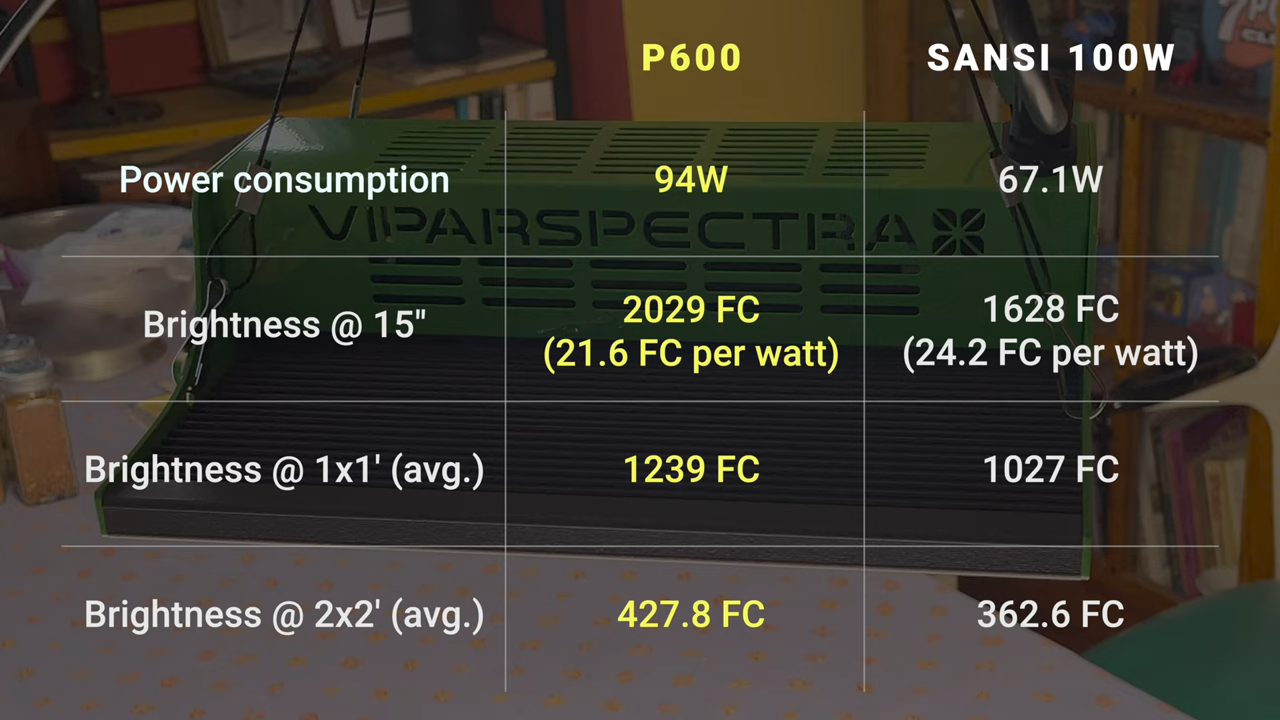 P600 SANSI 100W
Power consumption 94W 67.1W
VIPARSPECTRA
Brightness @ 15" 2029 FC 1628 FC
(21.6 FC per watt) (24.2 FC per watt)
Brightness @ 1x1' (avg.) 1239 FC 1027 FC
Brightness @ 2x2' (avg.) 427.8 FC 362.6 FC